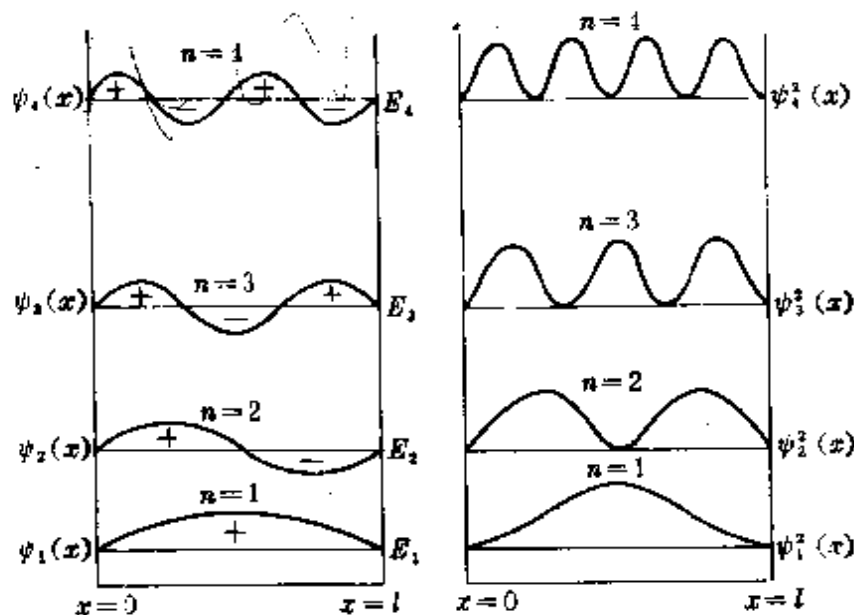 n=4
ψ₄(x) + − + − E₄
n=3
ψ₃(x) + − + E₃
n=2
ψ₂(x) + − E₂
n=1
ψ₁(x) + E₁
x=0 x=l
n=4
ψ₄²(x)
n=3
ψ₃²(x)
n=2
ψ₂²(x)
n=1
ψ₁²(x)
x=0 x=l